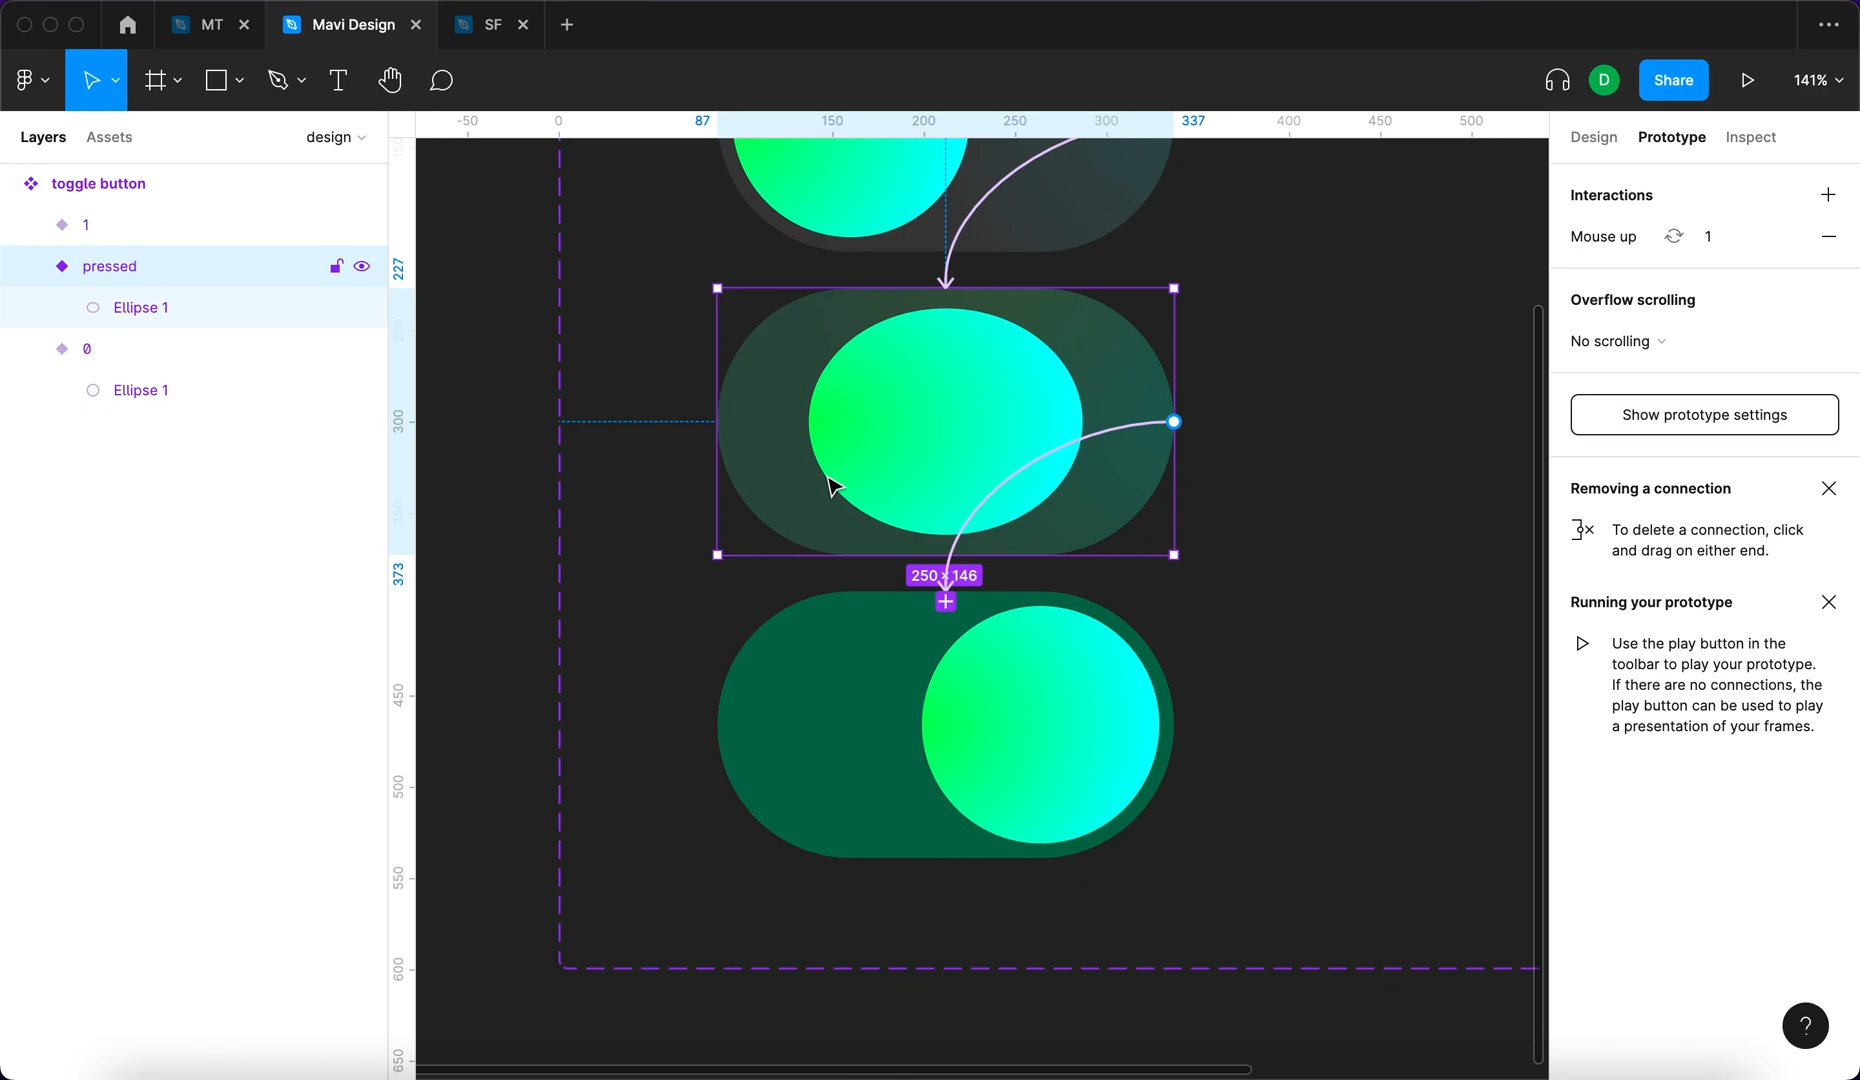 MT
Mavi Design
SF
D
Share
141%
Layers
Assets
design
toggle button
1
pressed
Ellipse 1
0
Ellipse 1
-50
0
87
150
200
250
300
337
400
450
500
150
227
250
300
350
373
450
500
550
600
650
250 × 146
Design
Prototype
Inspect
Interactions
Mouse up
1
Overflow scrolling
No scrolling
Show prototype settings
Removing a connection
To delete a connection, click
and drag on either end.
Running your prototype
Use the play button in the
toolbar to play your prototype.
If there are no connections, the
play button can be used to play
a presentation of your frames.
?